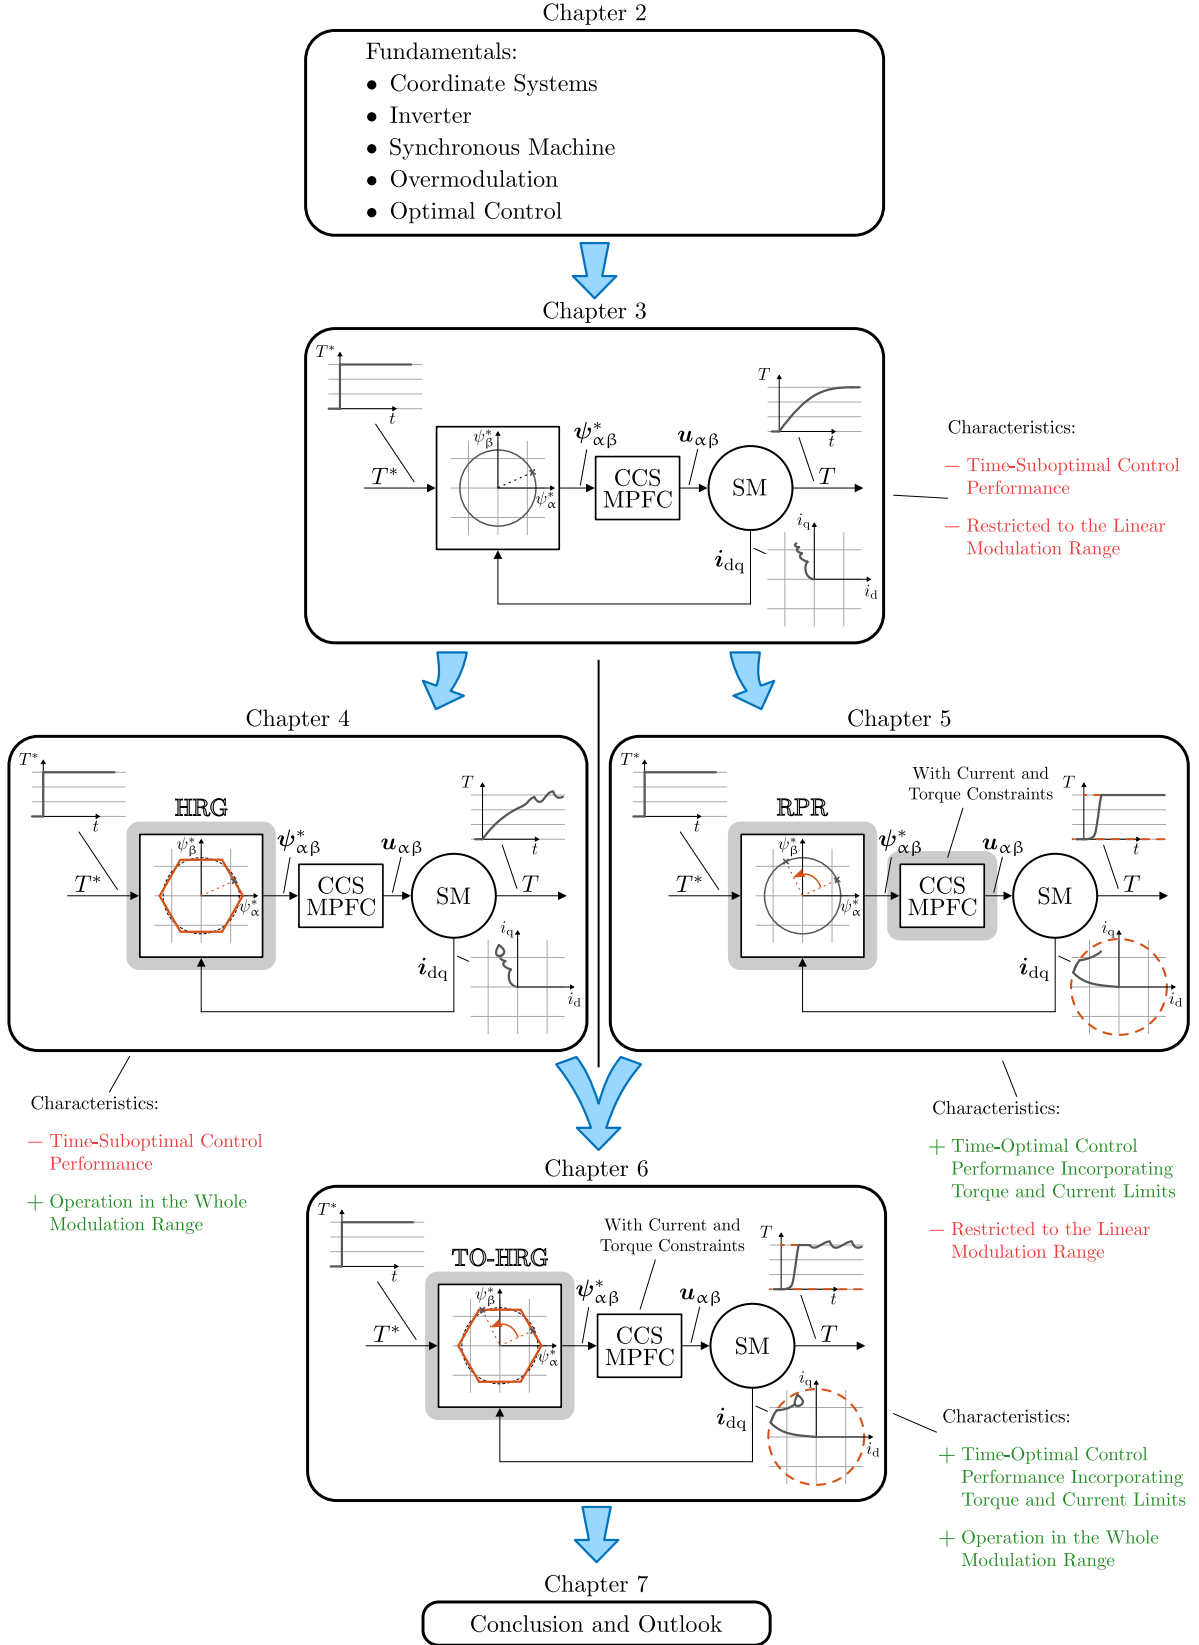 Chapter 2
Fundamentals:
• Coordinate Systems
• Inverter
• Synchronous Machine
• Overmodulation
• Optimal Control
Chapter 3
T*
t
T
t
T*
ψ*β
ψ*α
ψ*αβ
CCS
MPFC
uαβ
SM
T
idq
iq
id
Characteristics:
− Time-Suboptimal Control
Performance
− Restricted to the Linear
Modulation Range
Chapter 4
T*
t
HRG
T
t
T*
ψ*β
ψ*α
ψ*αβ
CCS
MPFC
uαβ
SM
T
idq
iq
id
Characteristics:
− Time-Suboptimal Control
Performance
+ Operation in the Whole
Modulation Range
Chapter 5
T*
t
RPR
With Current and
Torque Constraints
T
t
T*
ψ*β
ψ*α
ψ*αβ
CCS
MPFC
uαβ
SM
T
idq
iq
id
Characteristics:
+ Time-Optimal Control
Performance Incorporating
Torque and Current Limits
− Restricted to the Linear
Modulation Range
Chapter 6
T*
t
TO-HRG
With Current and
Torque Constraints
T
t
T*
ψ*β
ψ*α
ψ*αβ
CCS
MPFC
uαβ
SM
T
idq
iq
id
Characteristics:
+ Time-Optimal Control
Performance Incorporating
Torque and Current Limits
+ Operation in the Whole
Modulation Range
Chapter 7
Conclusion and Outlook